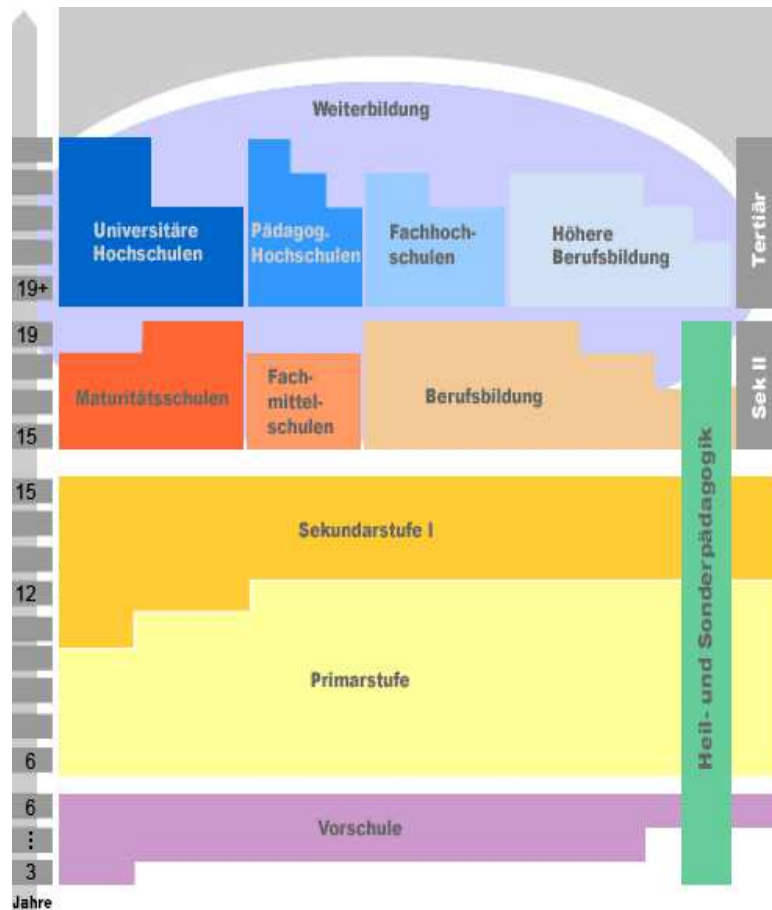 Weiterbildung
Universitäre
Hochschulen
Pädagog.
Hochschulen
Fachhoch-
schulen
Höhere
Berufsbildung
Tertiär
19+
19
Maturitätsschulen
Fach-
mittel-
schulen
Berufsbildung
Sek II
15
15
Sekundarstufe I
12
Primarstufe
Heil- und Sonderpädagogik
6
6
Vorschule
⋮
3
Jahre